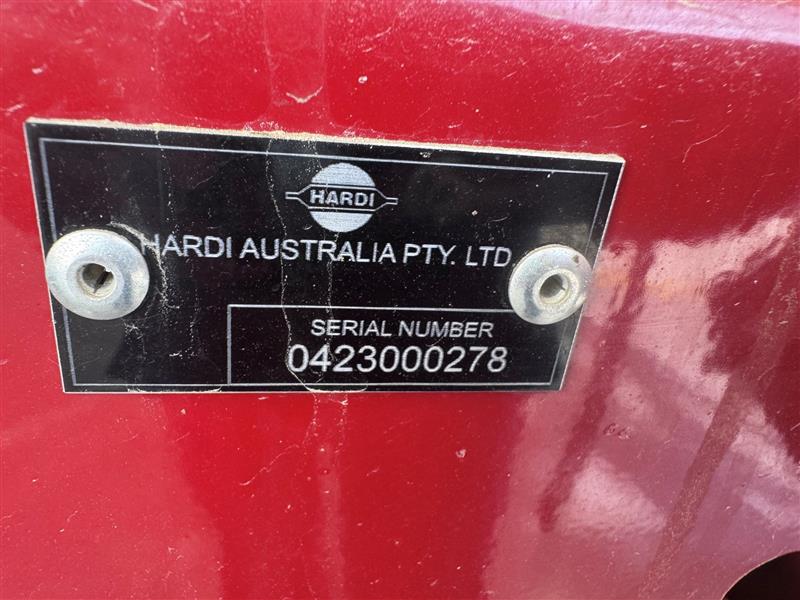 HARDI
HARDI AUSTRALIA PTY. LTD
SERIAL NUMBER
0423000278